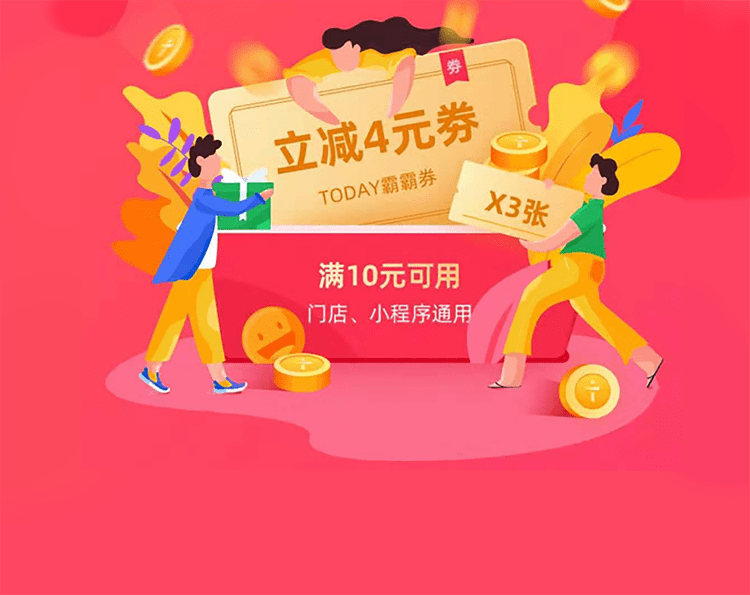 券
立减4元券
TODAY霸霸券
X3张
满10元可用
门店、小程序通用